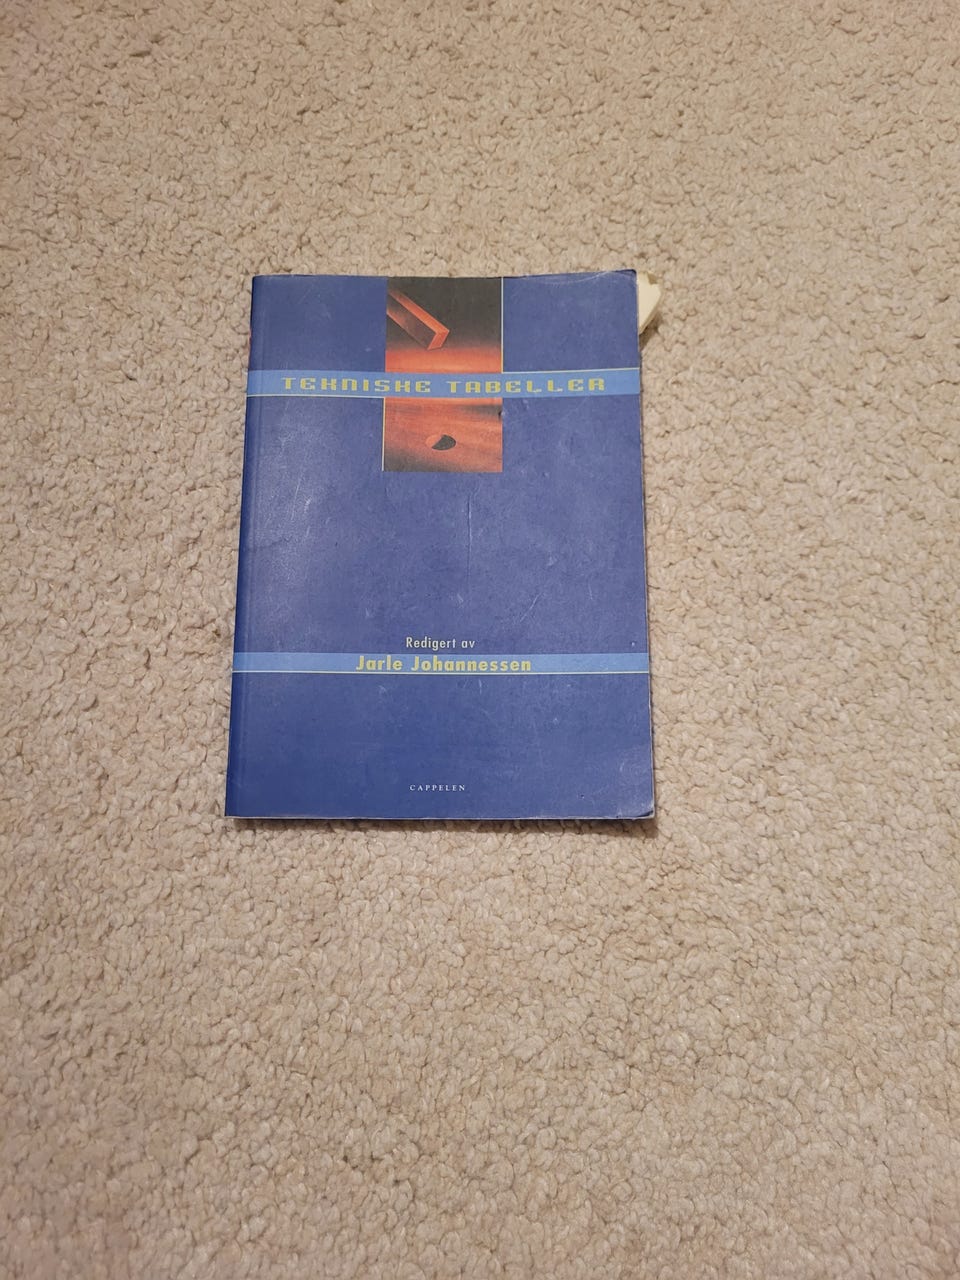 TEKNISKE TABELLER
Redigert av
Jarle Johannessen
CAPPELEN